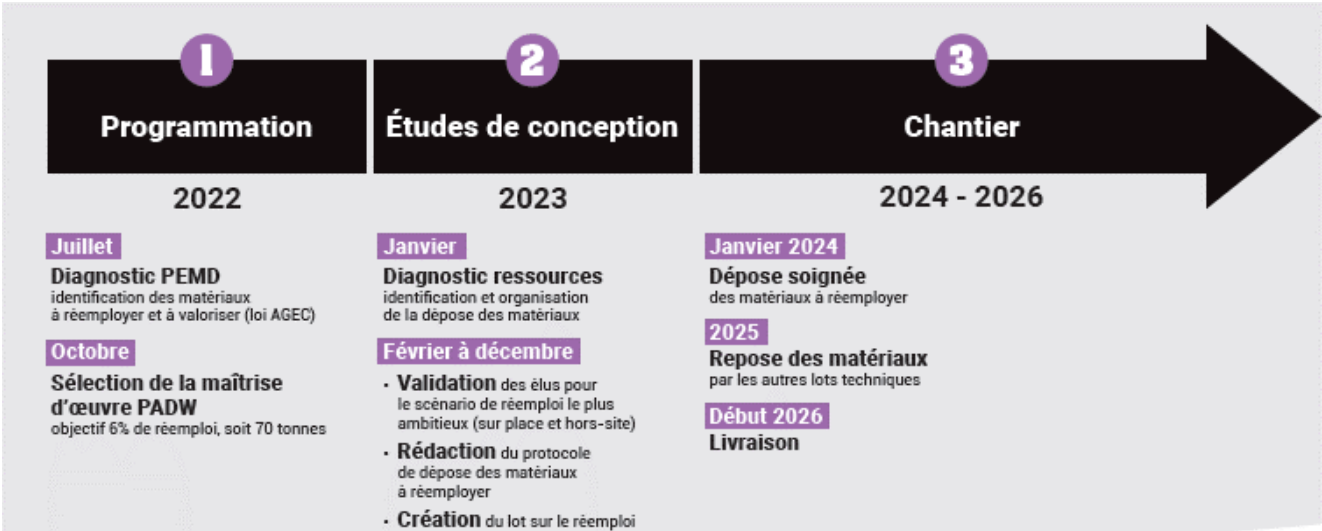 1
Programmation
2022
Juillet
Diagnostic PEMD
identification des matériaux
à réemployer et à valoriser (loi AGEC)
Octobre
Sélection de la maîtrise
d'œuvre PADW
objectif 6% de réemploi, soit 70 tonnes
2
Études de conception
2023
Janvier
Diagnostic ressources
identification et organisation
de la dépose des matériaux
Février à décembre
· Validation des élus pour
le scénario de réemploi le plus
ambitieux (sur place et hors-site)
· Rédaction du protocole
de dépose des matériaux
à réemployer
· Création du lot sur le réemploi
3
Chantier
2024 - 2026
Janvier 2024
Dépose soignée
des matériaux à réemployer
2025
Repose des matériaux
par les autres lots techniques
Début 2026
Livraison